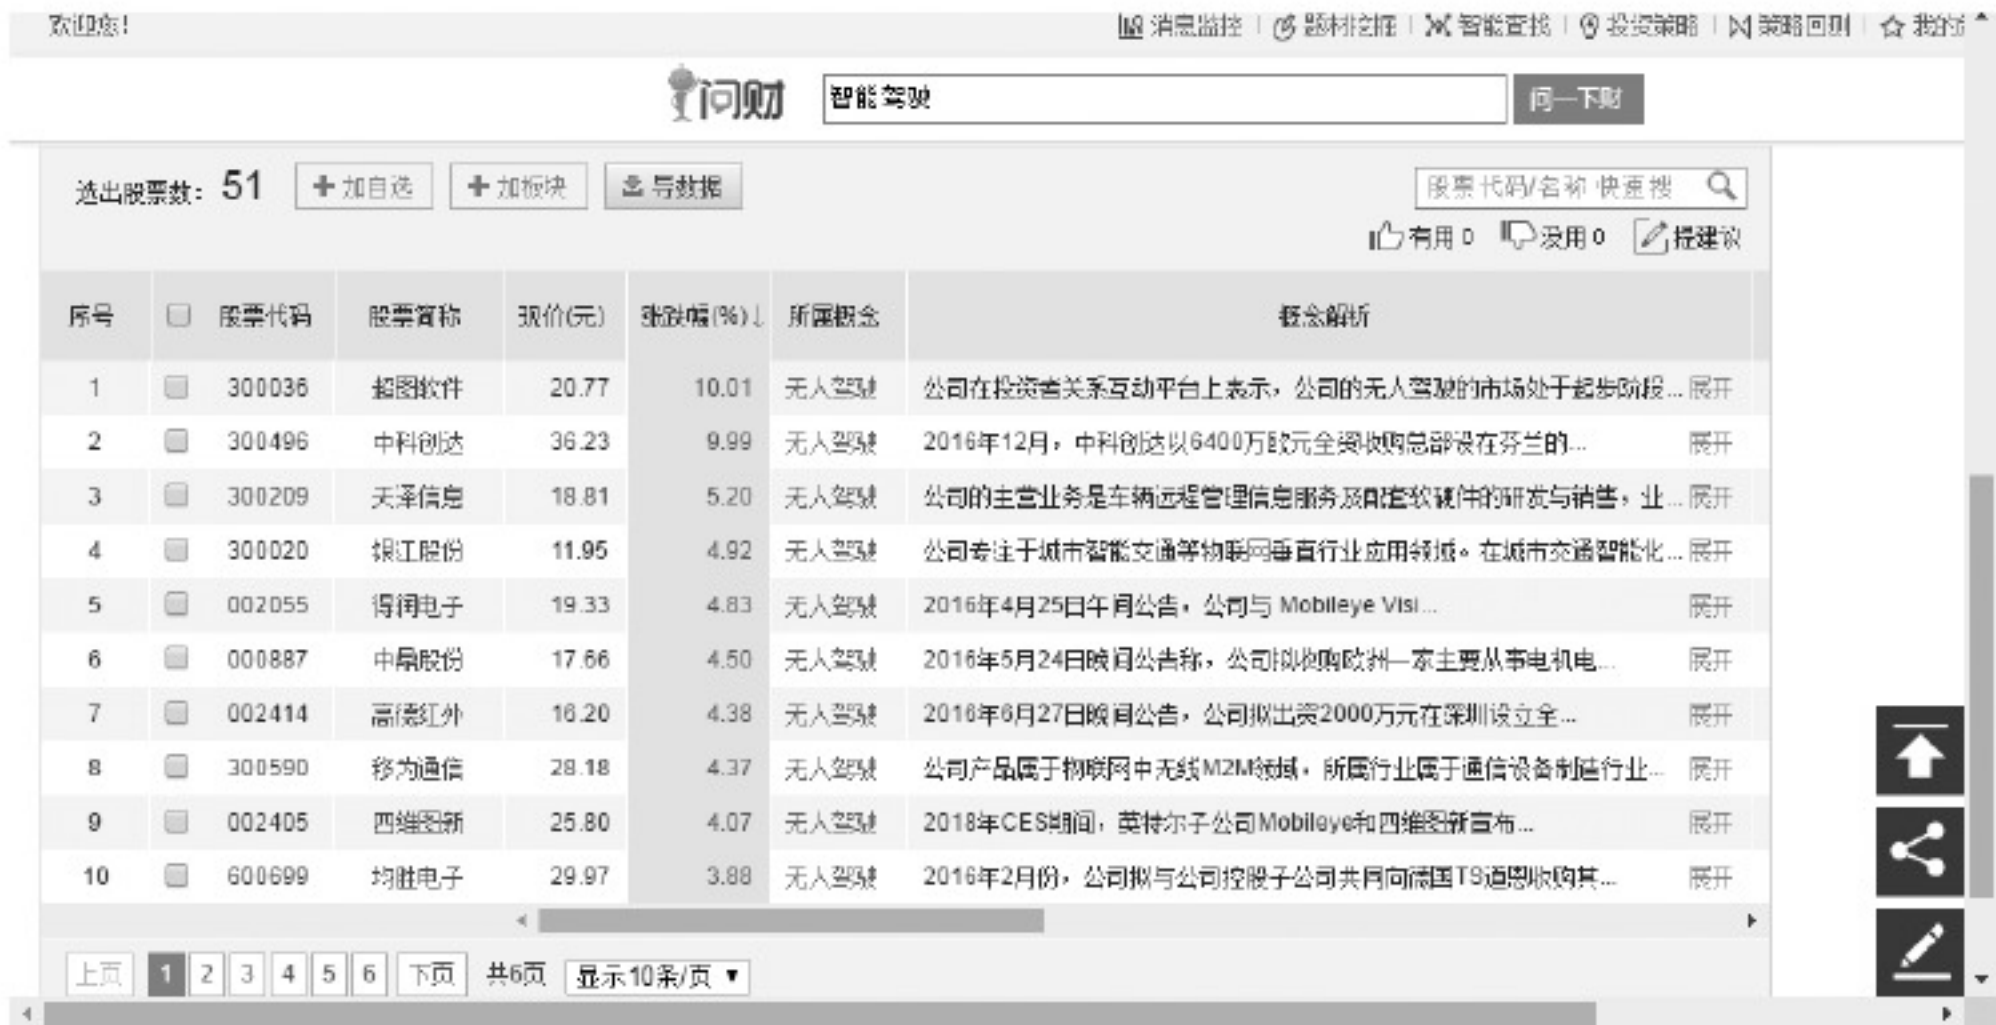 欢迎您!
消息监控 | 题材挖掘 | 智能查找 | 投资策略 | 策略回测 | 我的
问财 智能驾驶 问一下财
选出股票数: 51 加自选 加板块 导数据 股票代码/名称 快速搜
有用 0 没用 0 提建议
序号 股票代码 股票简称 现价(元) 涨跌幅(%)↓ 所属概念 概念解析
1 300036 超图软件 20.77 10.01 无人驾驶 公司在投资者关系互动平台上表示，公司的无人驾驶的市场处于起步阶段... 展开
2 300496 中科创达 36.23 9.99 无人驾驶 2016年12月，中科创达以6400万欧元全资收购总部设在芬兰的... 展开
3 300209 天泽信息 18.81 5.20 无人驾驶 公司的主营业务是车辆远程管理信息服务及配套软硬件的研发与销售，业... 展开
4 300020 银江股份 11.95 4.92 无人驾驶 公司专注于城市智能交通等物联网垂直行业应用领域。在城市交通智能化... 展开
5 002055 得润电子 19.33 4.83 无人驾驶 2016年4月25日午间公告，公司与 Mobileye Visi... 展开
6 000887 中鼎股份 17.66 4.50 无人驾驶 2016年5月24日晚间公告称，公司拟收购欧洲一家主要从事电机电... 展开
7 002414 高德红外 16.20 4.38 无人驾驶 2016年6月27日晚间公告，公司拟出资2000万元在深圳设立全... 展开
8 300590 移为通信 28.18 4.37 无人驾驶 公司产品属于物联网中无线M2M领域，所属行业属于通信设备制造行业... 展开
9 002405 四维图新 25.80 4.07 无人驾驶 2018年CES期间，英特尔子公司Mobileye和四维图新宣布... 展开
10 600699 均胜电子 29.97 3.88 无人驾驶 2016年2月份，公司拟与公司控股子公司共同向德国TS道恩收购其... 展开
上页 1 2 3 4 5 6 下页 共6页 显示10条/页 ▼